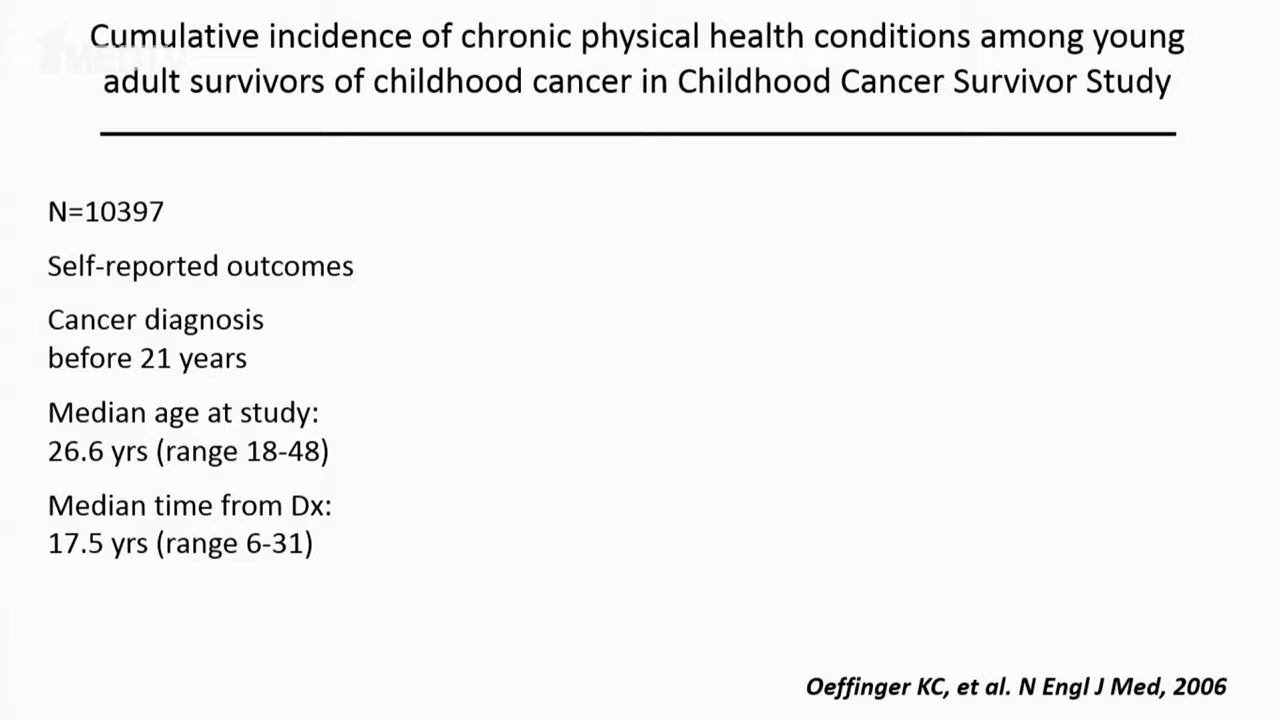 Cumulative incidence of chronic physical health conditions among young
adult survivors of childhood cancer in Childhood Cancer Survivor Study
N=10397
Self-reported outcomes
Cancer diagnosis
before 21 years
Median age at study:
26.6 yrs (range 18-48)
Median time from Dx:
17.5 yrs (range 6-31)
Oeffinger KC, et al. N Engl J Med, 2006